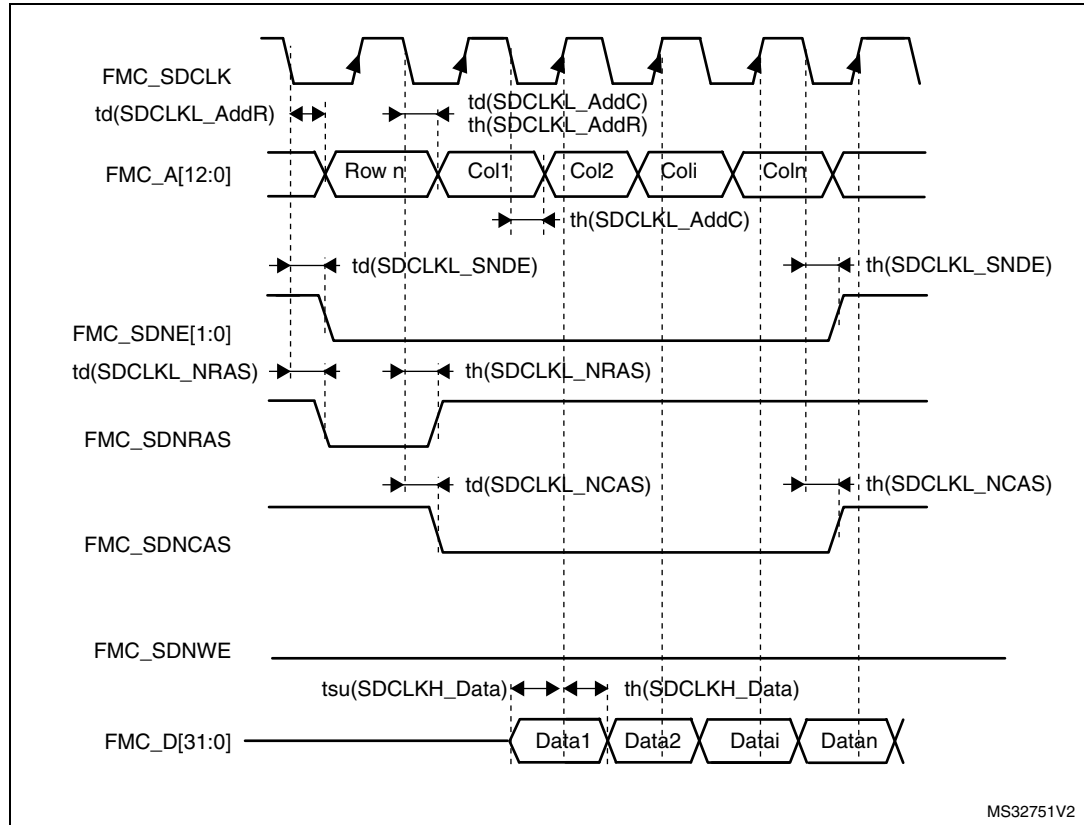 FMC_SDCLK
td(SDCLKL_AddR)
td(SDCLKL_AddC)
th(SDCLKL_AddR)
FMC_A[12:0]
Row n
Col1
Col2
Coli
Coln
th(SDCLKL_AddC)
td(SDCLKL_SNDE)
th(SDCLKL_SNDE)
FMC_SDNE[1:0]
td(SDCLKL_NRAS)
th(SDCLKL_NRAS)
FMC_SDNRAS
td(SDCLKL_NCAS)
th(SDCLKL_NCAS)
FMC_SDNCAS
FMC_SDNWE
tsu(SDCLKH_Data)
th(SDCLKH_Data)
FMC_D[31:0]
Data1
Data2
Datai
Datan
MS32751V2